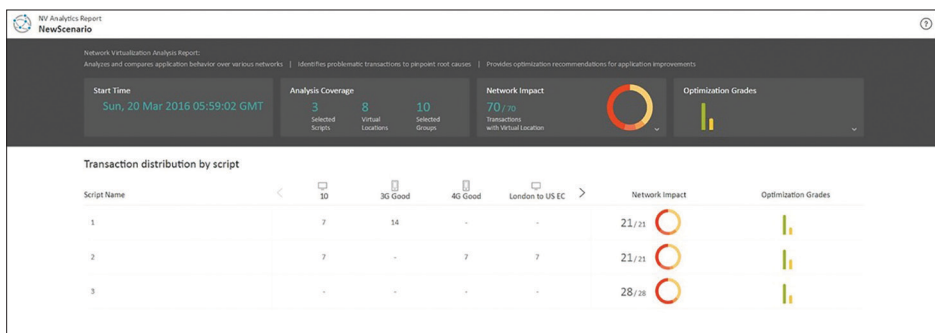 NV Analytics Report
NewScenario
Network Virtualization Analysis Report:
Analyzes and compares application behavior over various networks | Identifies problematic transactions to pinpoint root causes | Provides optimization recommendations for application improvements
Start Time
Sun, 20 Mar 2016 05:59:02 GMT
Analysis Coverage
3 8 10
Selected Virtual Selected
Scripts Locations Groups
Network Impact
70/70
Transactions
with Virtual Location
Optimization Grades
Transaction distribution by script
Script Name < 10 3G Good 4G Good London to US EC > Network Impact Optimization Grades
1 7 14 - - 21/21
2 7 - 7 7 21/21
3 - - - - 28/28